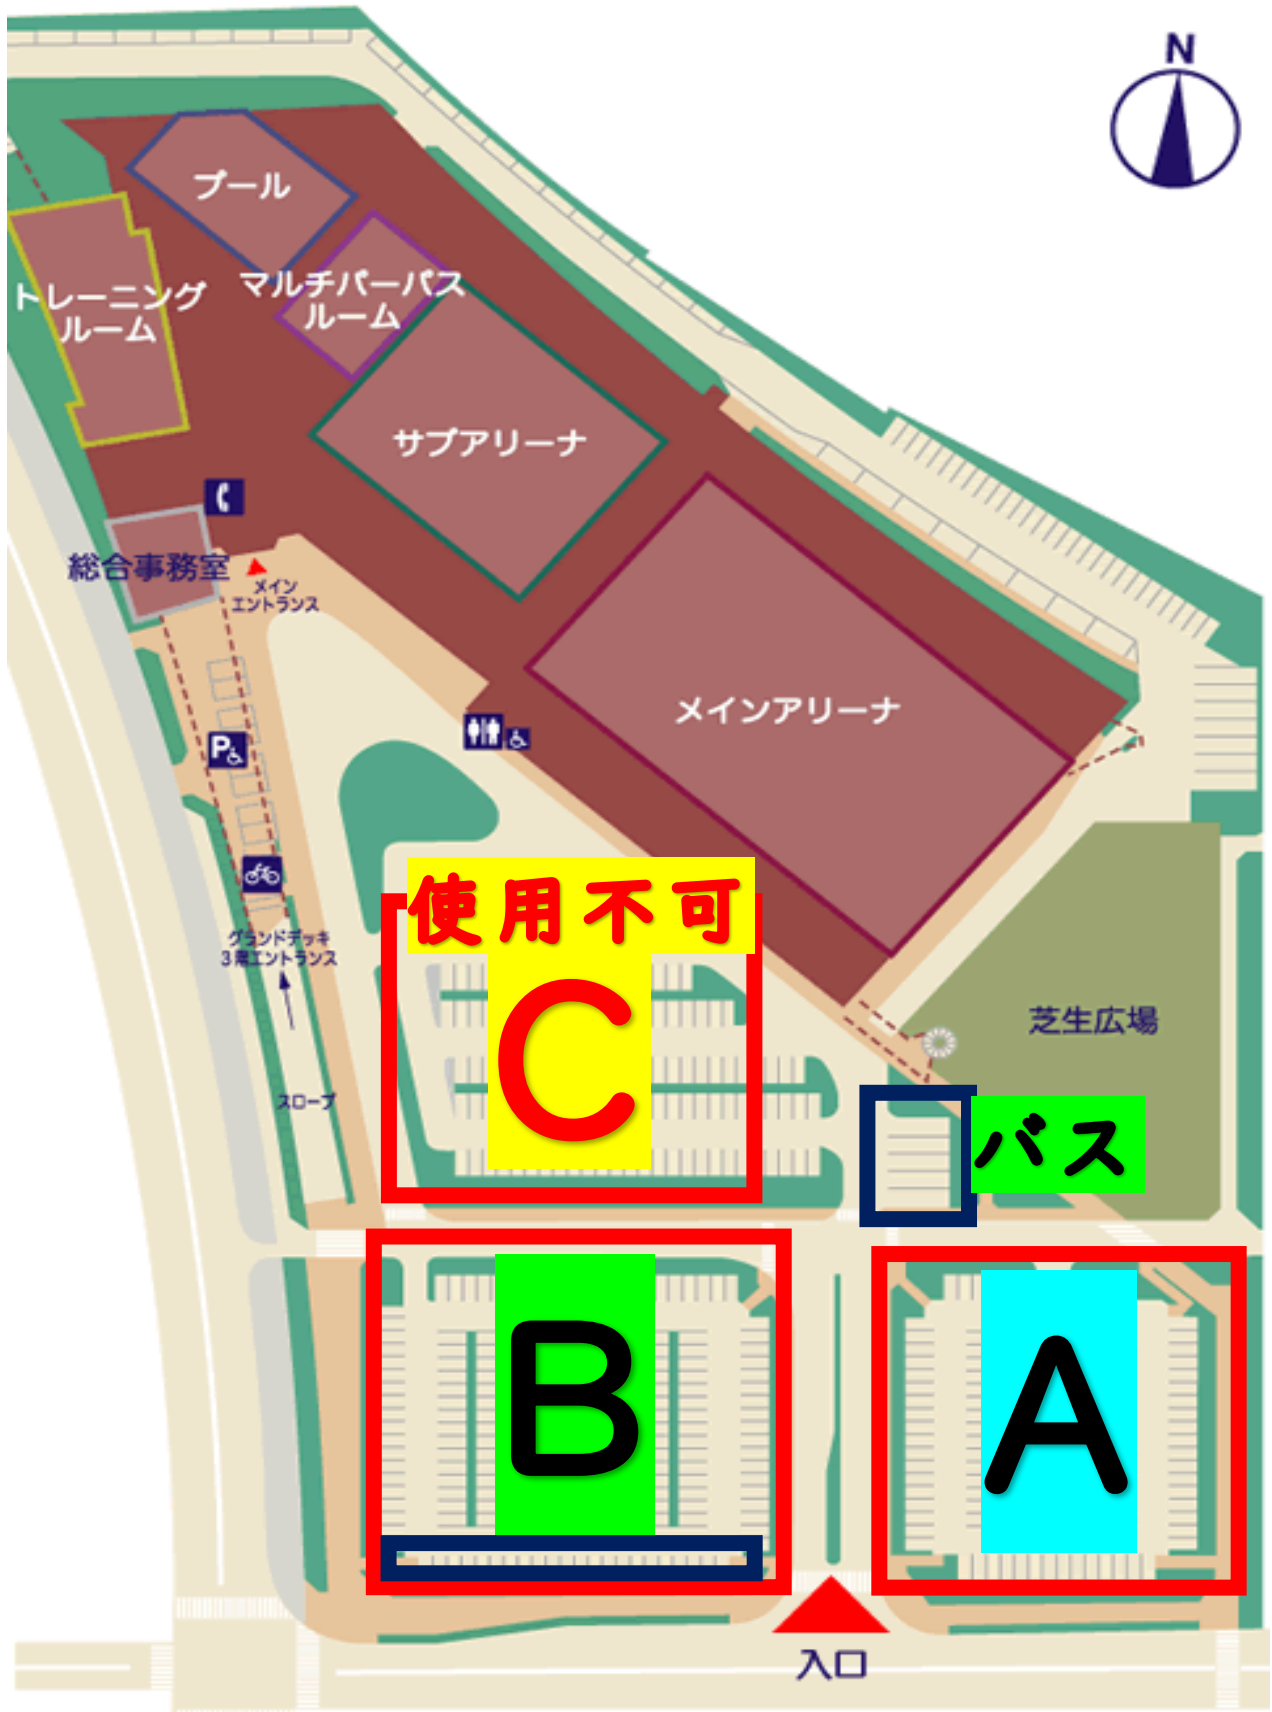 N
プール
マルチパーパス
ルーム
トレーニング
ルーム
サブアリーナ
総合事務室
メイン
エントランス
メインアリーナ
P
グランドデッキ
3階エントランス
スロープ
使用不可
C
芝生広場
バス
B
A
入口